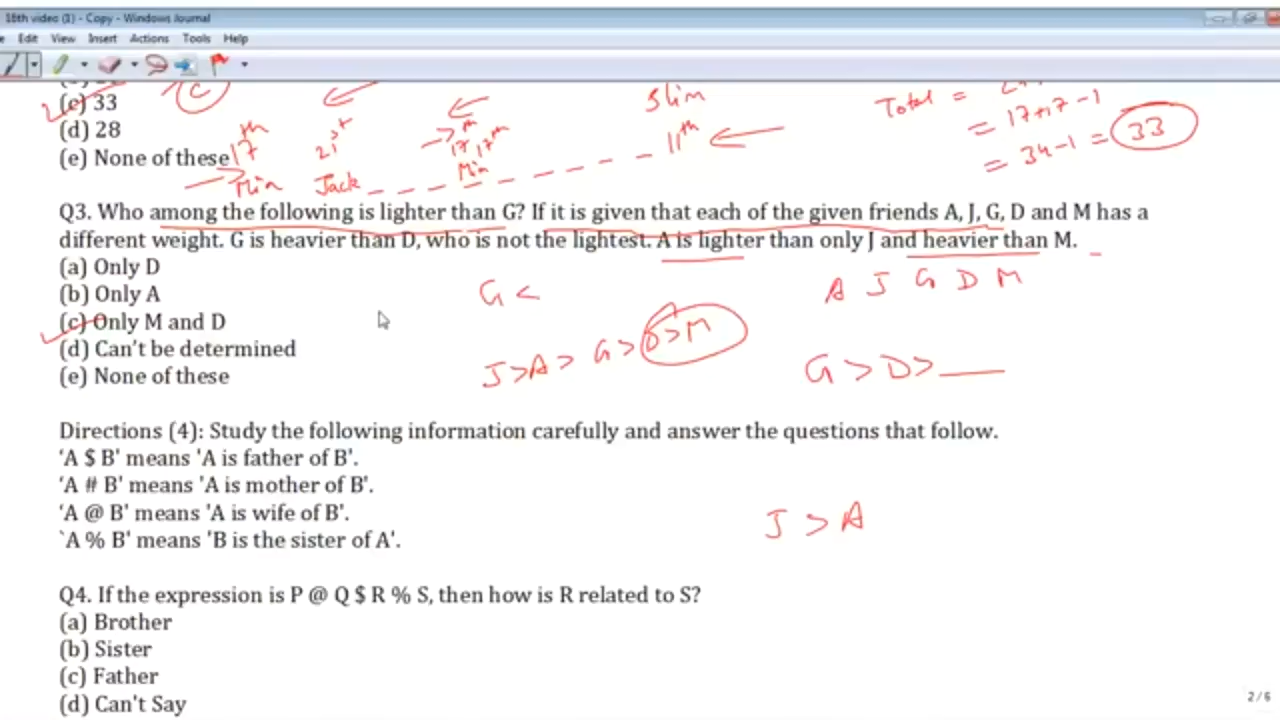 18th video (1) - Copy - Windows Journal
Edit View Insert Actions Tools Help
(c) 33
C
(d) 28
(e) None of these
17th
Min
21st
Jack
17th 17th
Min
Slim
11th
Total =
= 17+17-1
= 34-1 = 33
Q3. Who among the following is lighter than G? If it is given that each of the given friends A, J, G, D and M has a
different weight. G is heavier than D, who is not the lightest. A is lighter than only J and heavier than M.
(a) Only D
(b) Only A
(c) Only M and D
(d) Can't be determined
(e) None of these
G <
A J G D M
J > A > G > D > M
G > D > ___
Directions (4): Study the following information carefully and answer the questions that follow.
‘A $ B' means 'A is father of B'.
‘A # B' means 'A is mother of B'.
‘A @ B' means 'A is wife of B'.
`A % B' means 'B is the sister of A'.
J > A
Q4. If the expression is P @ Q $ R % S, then how is R related to S?
(a) Brother
(b) Sister
(c) Father
(d) Can't Say
2 / 6